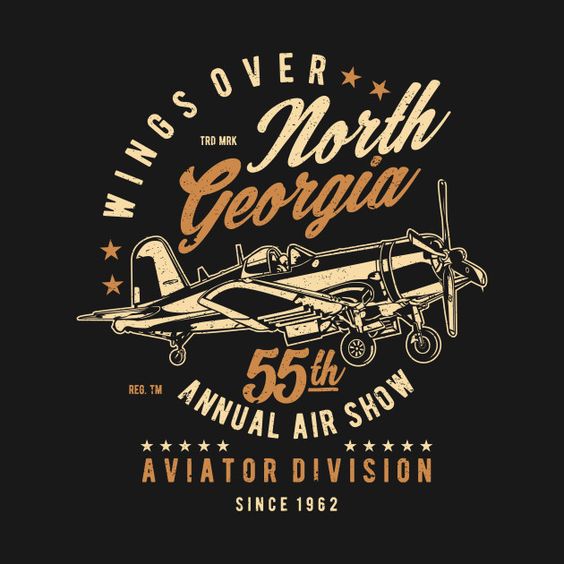 WINGS OVER
TRD MRK
North
Georgia
55th
REG. TM
ANNUAL AIR SHOW
AVIATOR DIVISION
SINCE 1962